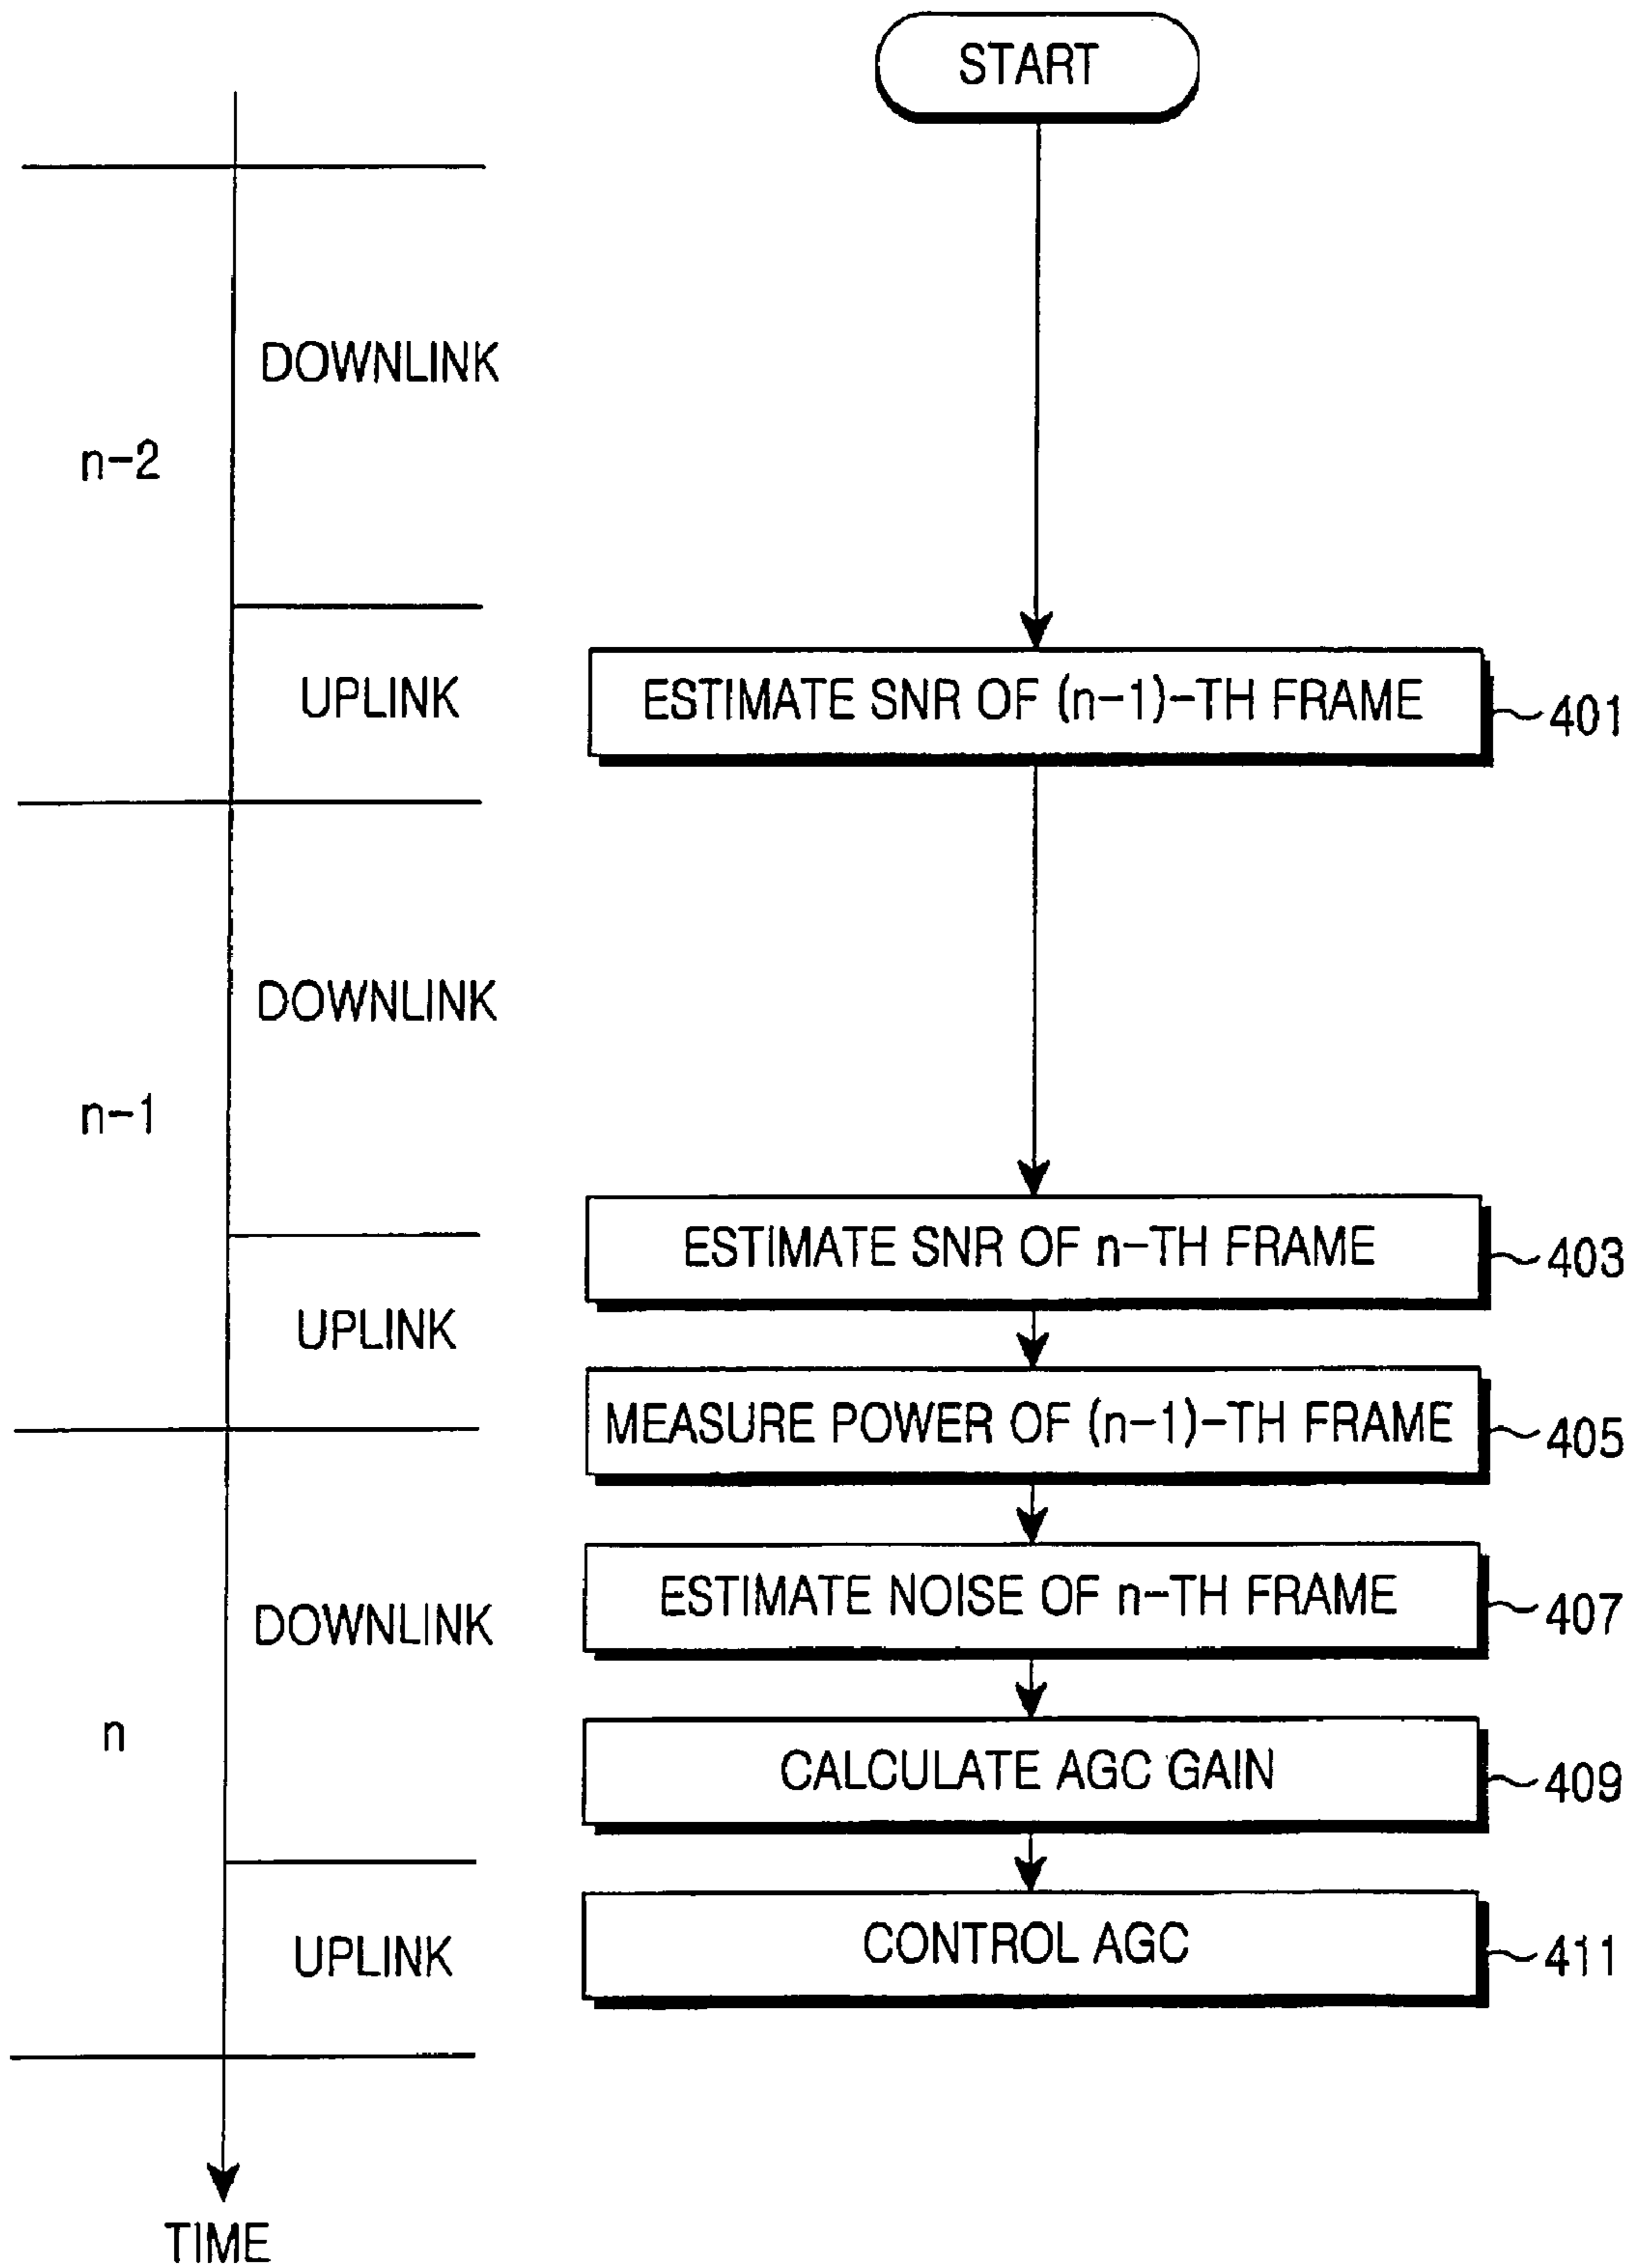 START
DOWNLINK
n-2
UPLINK
ESTIMATE SNR OF (n-1)-TH FRAME
401
DOWNLINK
n-1
ESTIMATE SNR OF n-TH FRAME
403
UPLINK
MEASURE POWER OF (n-1)-TH FRAME
405
ESTIMATE NOISE OF n-TH FRAME
407
DOWNLINK
n
CALCULATE AGC GAIN
409
UPLINK
CONTROL AGC
411
TIME